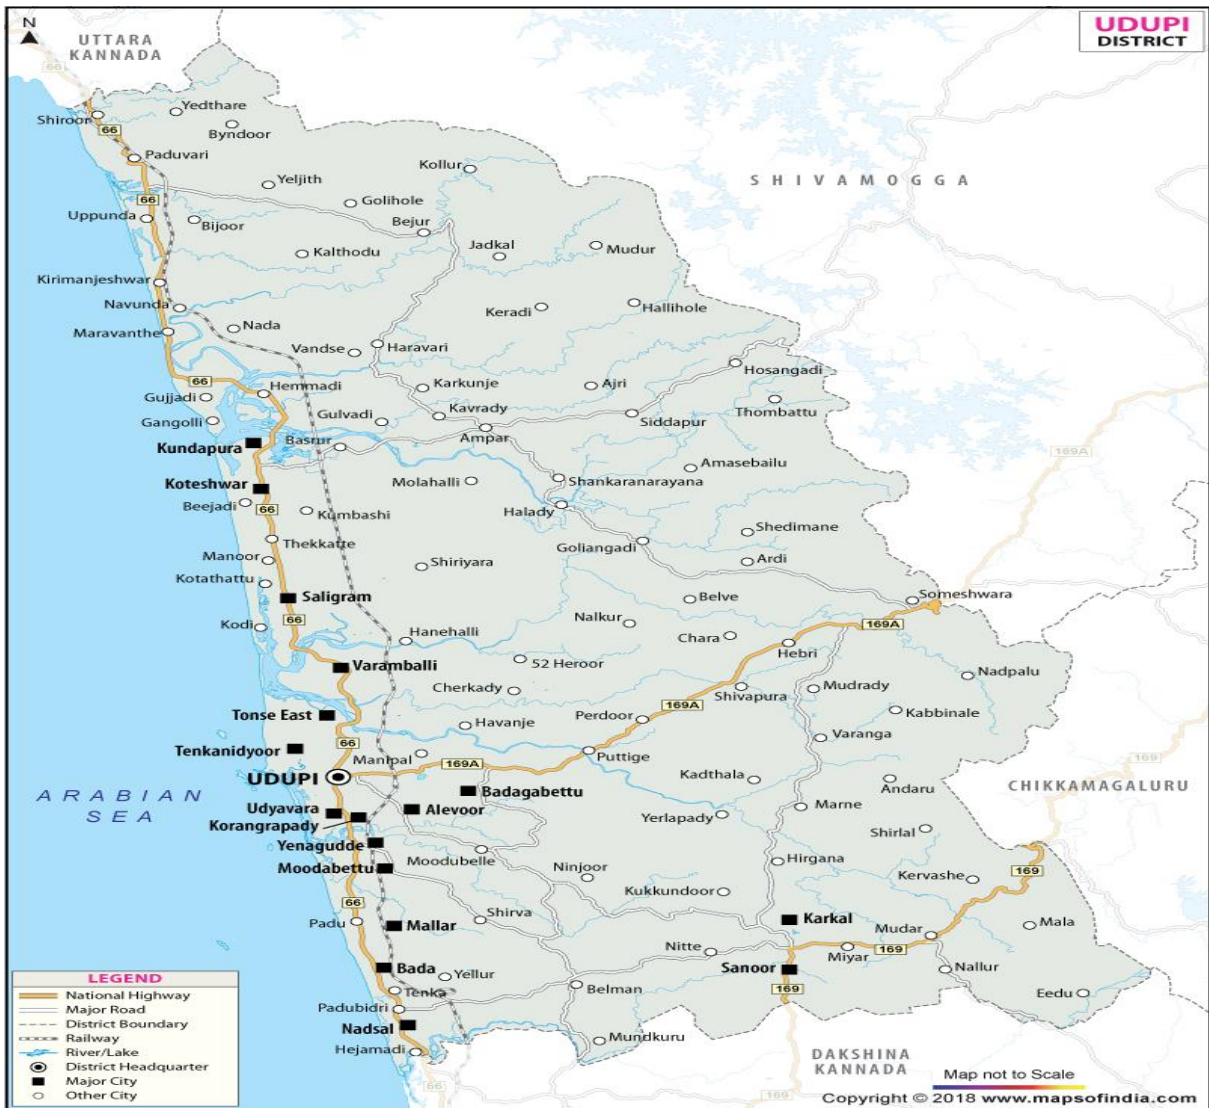 N
UTTARA
KANNADA
UDUPI
DISTRICT
66
Yedthare
Shiroor
66
Byndoor
Paduvari
Kollur
SHIVAMOGGA
Yeljith
66
Golihole
Uppunda
Bijoor
Bejur
Jadkal
Mudur
Kalthodu
Kirimanjeshwar
Navunda
Keradi
Hallihole
Maravanthe
Nada
Vandse
Haravari
Hosangadi
66
Hemmadi
Karkunje
Ajri
Gujjadi
Thombattu
Gangolli
Gulvadi
Kavrady
Siddapur
Kundapura
Basrur
Ampar
169A
Amasebailu
Koteshwar
Molahalli
Shankaranarayana
Beejadi
66
Kumbashi
Halady
Shedimane
Thekkatte
Goliangadi
Manoor
Shiriyara
Ardi
Kotathattu
Saligram
Belve
Someshwara
66
Nalkur
169A
Kodi
Hanehalli
Chara
Hebri
Varamballi
52 Heroor
Nadpalu
Cherkady
Shivapura
Mudrady
169A
Tonse East
Havanje
Perdoor
Kabbinale
66
Varanga
Tenkanidyoor
Manipal
Puttige
169
169A
UDUPI
Kadthala
Andaru
CHIKKAMAGALURU
ARABIAN
SEA
Badagabettu
Udyavara
Alevoor
Marne
Korangrapady
Yerlapady
Shirlal
Yenagudde
Moodubelle
Hirgana
Moodabettu
Ninjoor
Kervashe
169
Kukkundoor
66
Padu
Shirva
Karkal
Mallar
Mudar
Mala
Nitte
Miyar
169
Bada
Yellur
Sanoor
Nallur
Tenka
Belman
169
Eedu
Padubidri
Nadsal
Mundkuru
Hejamadi
66
DAKSHINA
KANNADA
169
LEGEND
National Highway
Major Road
District Boundary
Railway
River/Lake
District Headquarter
Major City
Other City
Map not to Scale
Copyright © 2018 www.mapsofindia.com